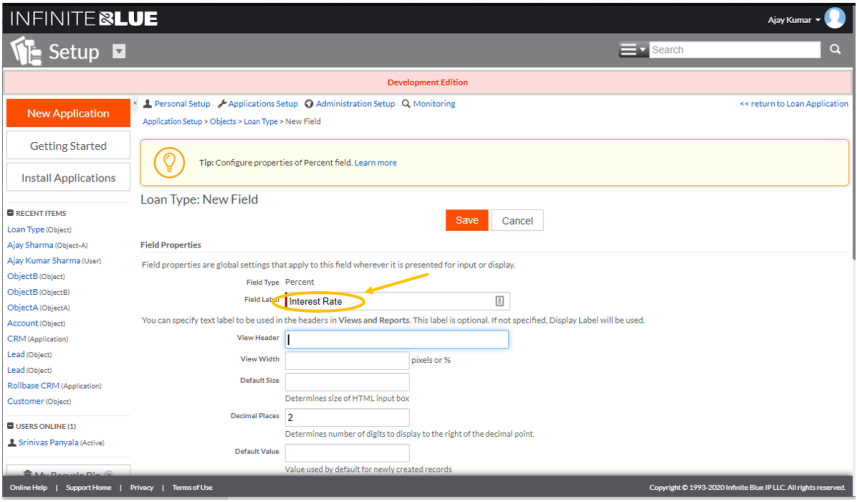 INFINITE BLUE
Ajay Kumar
Setup
Search
Development Edition
New Application
Getting Started
Install Applications
Personal Setup Applications Setup Administration Setup Monitoring
<< return to Loan Application
Application Setup > Objects > Loan Type > New Field
Tip: Configure properties of Percent field. Learn more
Loan Type: New Field
Save Cancel
RECENT ITEMS
Loan Type (Object)
Ajay Sharma (Object-A)
Ajay Kumar Sharma (User)
ObjectB (Object)
ObjectB (ObjectB)
ObjectA (ObjectA)
Account (Object)
CRM (Application)
Lead (Object)
Lead (Object)
Rollbase CRM (Application)
Customer (Object)
USERS ONLINE (1)
Srinivas Panyala (Active)
My Recycle Bin
Field Properties
Field properties are global settings that apply to this field wherever it is presented for input or display.
Field Type Percent
Field Label Interest Rate
You can specify text label to be used in the headers in Views and Reports. This label is optional. If not specified, Display Label will be used.
View Header
View Width pixels or %
Default Size
Determines size of HTML input box
Decimal Places 2
Determines number of digits to display to the right of the decimal point.
Default Value
Value used by default for newly created records
Online Help | Support Home | Privacy | Terms of Use
Copyright © 1993-2020 Infinite Blue IP LLC. All rights reserved.